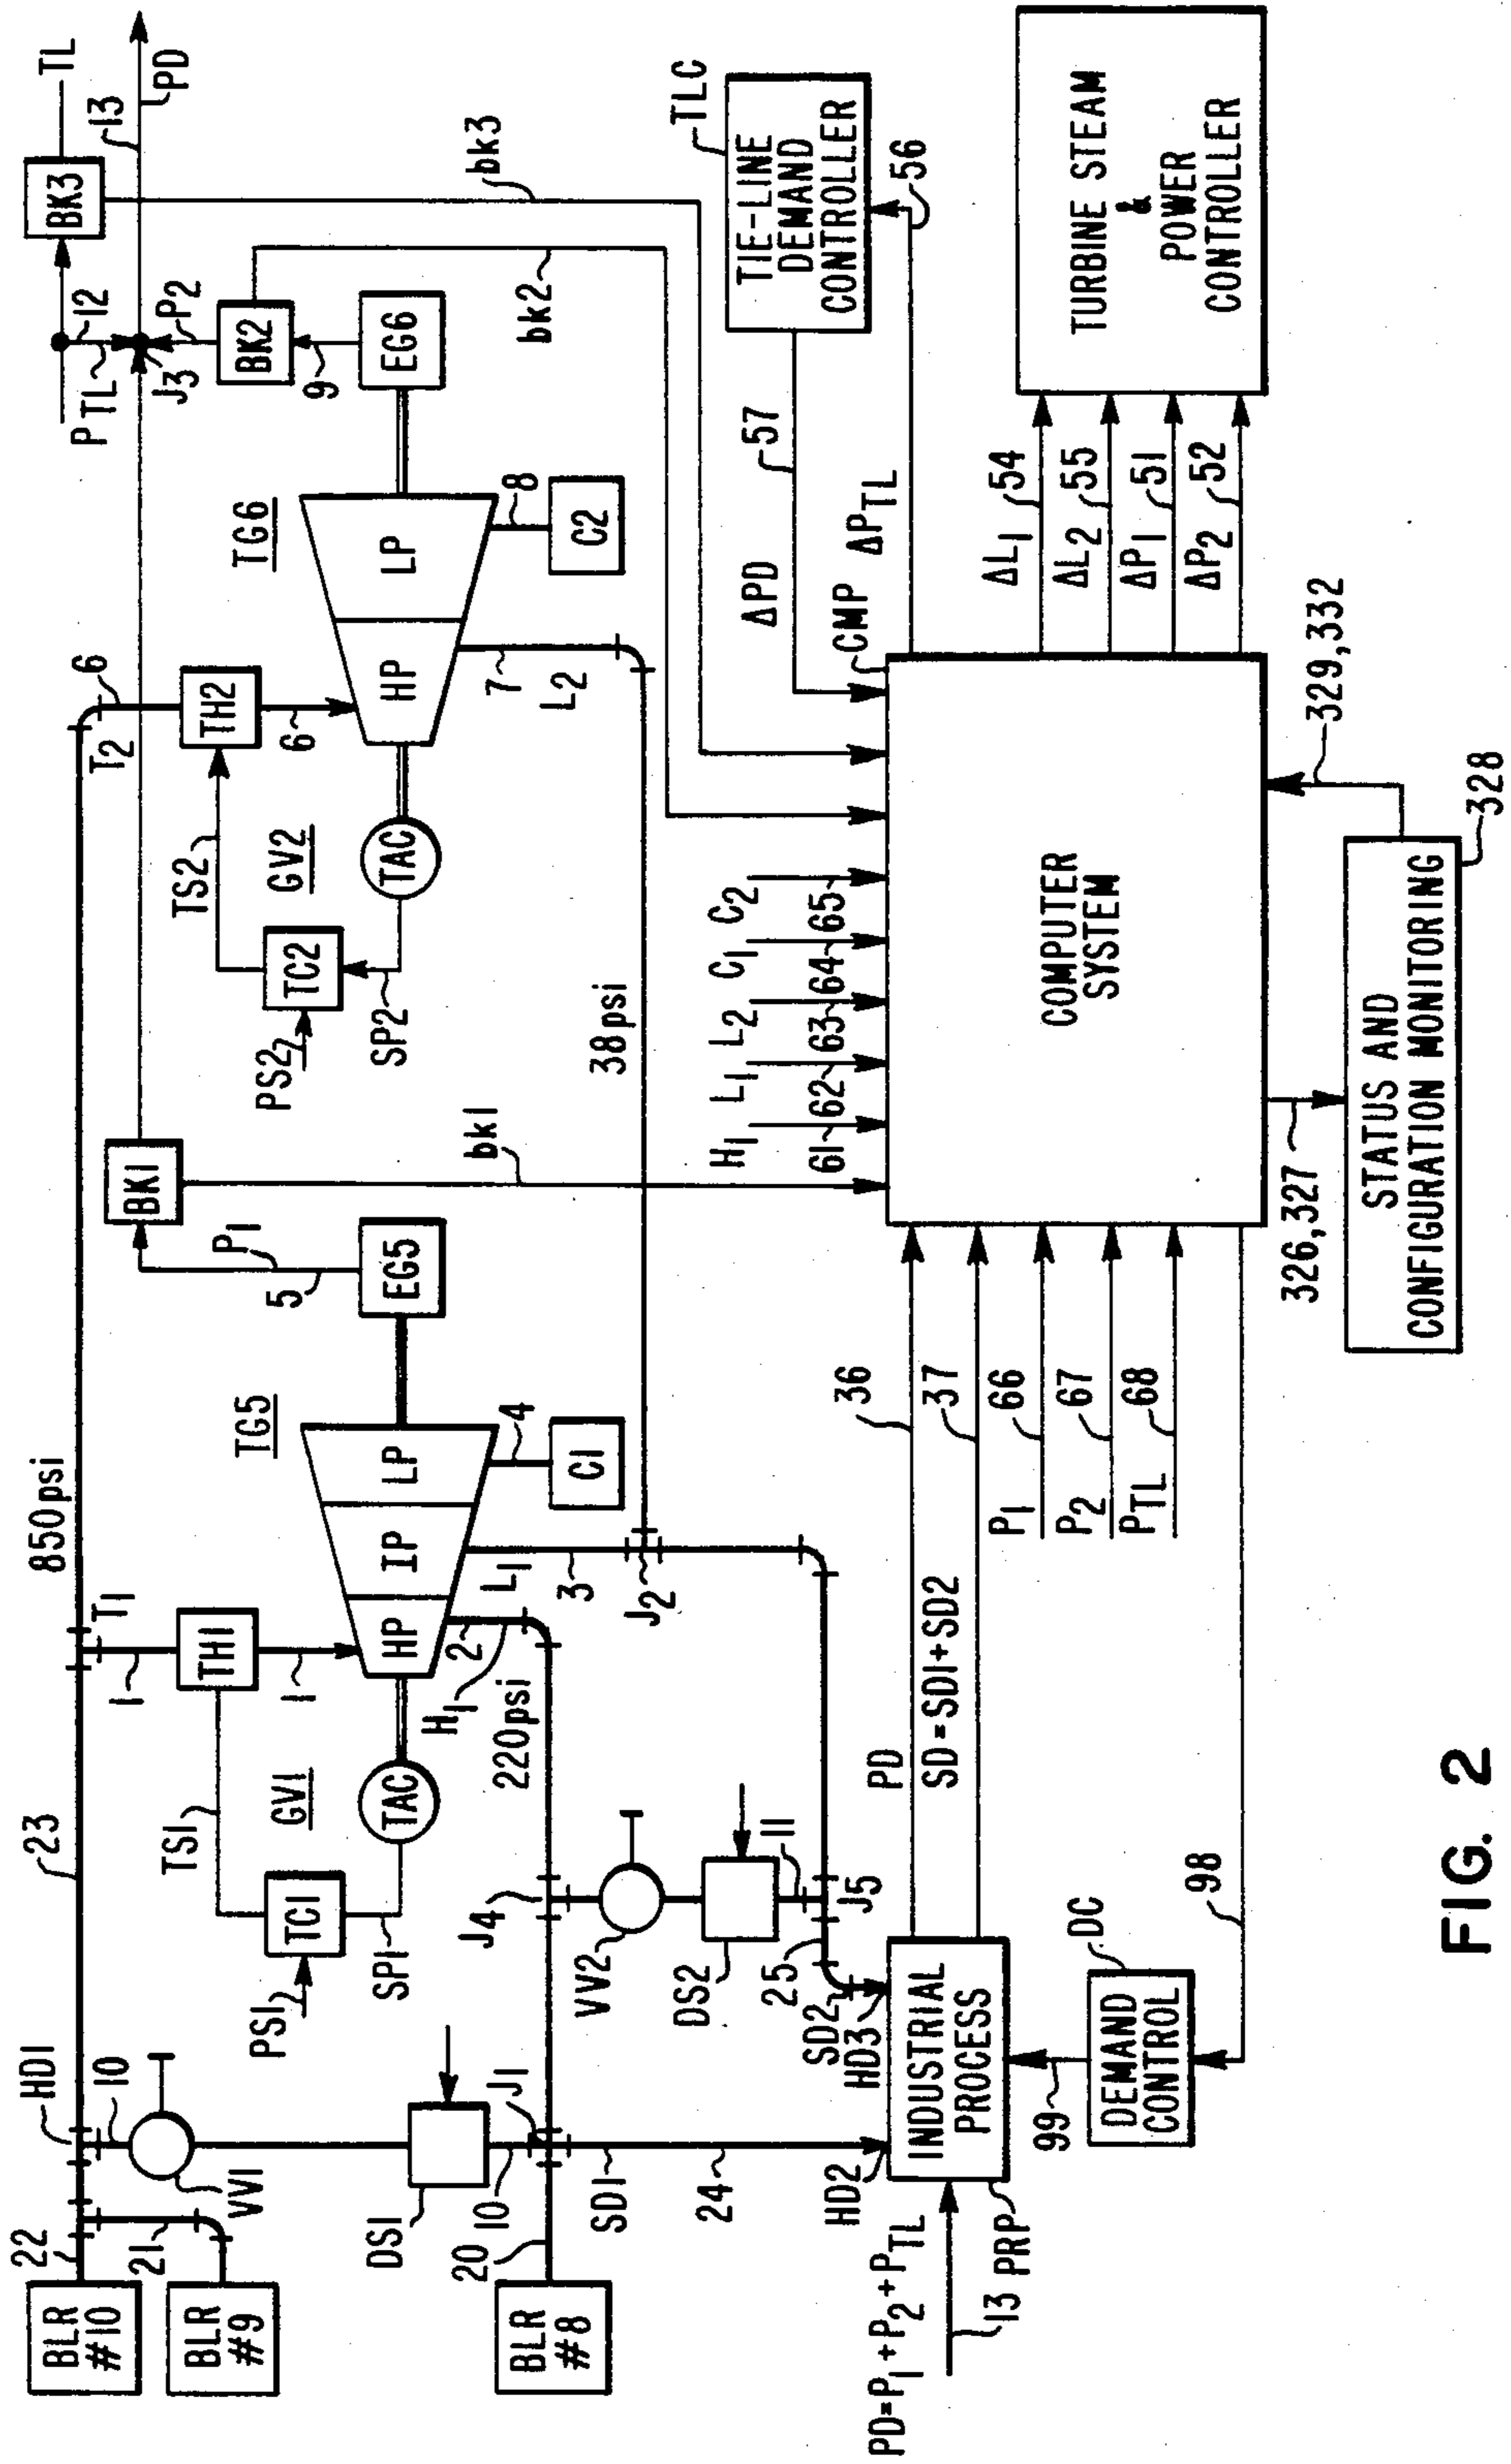 BLR
#10
BLR
#9
BLR
#8
22
21
20
HD1
10
VV1
DS1
10
J1
SD1
24
HD2
23
850psi
T1
1
TH1
1
TS1
PS1
TC1
GV1
SP1
TAC
HP
IP
LP
TG5
H1
2
220psi
L1
3
4
C1
EG5
5
P1
BK1
bk1
J4
VV2
DS2
11
J5
25
SD2
HD3
J2
38psi
T2
6
TH2
6
TS2
PS2
TC2
GV2
SP2
TAC
HP
LP
TG6
7
L2
8
C2
EG6
9
BK2
bk2
P2
J3
PTL
12
BK3
bk3
TL
13
PD
INDUSTRIAL
PROCESS
PD=P1+P2+PTL
13
PRP
99
DEMAND
CONTROL
DC
98
PD
36
SD=SD1+SD2
37
P1
66
P2
67
PTL
68
H1
61
L1
62
L2
63
C1
64
C2
65
COMPUTER
SYSTEM
CMP
ΔPD
57
TIE-LINE
DEMAND
CONTROLLER
TLC
ΔPTL
56
ΔL1
54
ΔL2
55
ΔP1
51
ΔP2
52
TURBINE STEAM
&
POWER
CONTROLLER
326,327
329,332
STATUS AND
CONFIGURATION MONITORING
328
FIG. 2